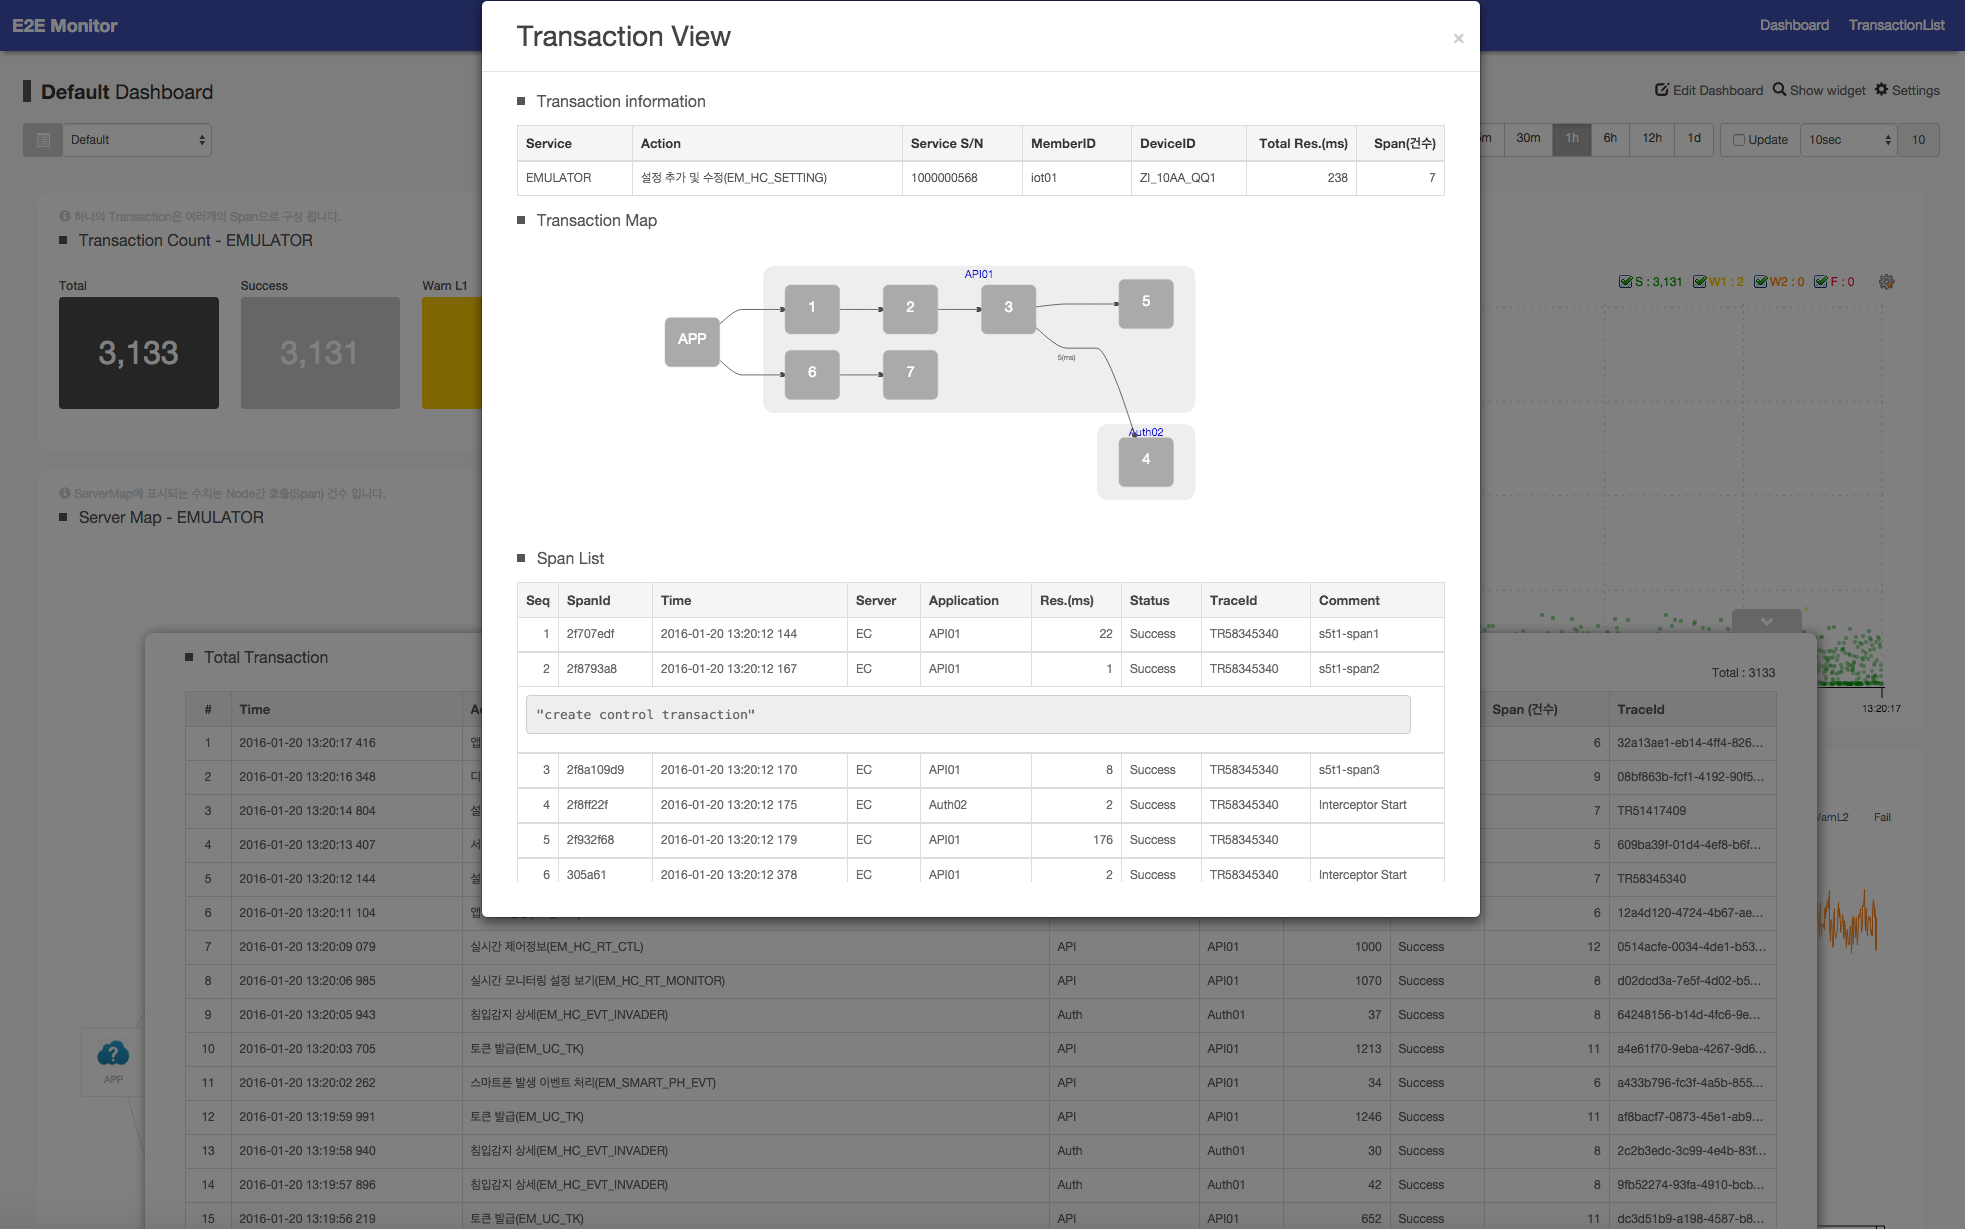 E2E Monitor
Dashboard TransactionList
Default Dashboard
Edit Dashboard Show widget Settings
Default
30m 1h 6h 12h 1d Update 10sec 10
하나의 Transaction은 여러개의 Span으로 구성 됩니다.
Transaction Count - EMULATOR
Total Success Warn L1
3,133 3,131
S : 3,131 W1 : 2 W2 : 0 F : 0
13:20:17
ServerMap에 표시되는 수치는 Node간 호출(Span) 건수 입니다.
Server Map - EMULATOR
APP
Fail
Transaction View
×
Transaction information
Service Action Service S/N MemberID DeviceID Total Res.(ms) Span(건수)
EMULATOR 설정 추가 및 수정(EM_HC_SETTING) 1000000568 iot01 ZI_10AA_QQ1 238 7
Transaction Map
API01
APP 1 2 3 5
6 7
5(ms)
Auth02
4
Span List
Seq SpanId Time Server Application Res.(ms) Status TraceId Comment
1 2f707edf 2016-01-20 13:20:12 144 EC API01 22 Success TR58345340 s5t1-span1
2 2f8793a8 2016-01-20 13:20:12 167 EC API01 1 Success TR58345340 s5t1-span2
"create control transaction"
3 2f8a109d9 2016-01-20 13:20:12 170 EC API01 8 Success TR58345340 s5t1-span3
4 2f8ff22f 2016-01-20 13:20:12 175 EC Auth02 2 Success TR58345340 Interceptor Start
5 2f932f68 2016-01-20 13:20:12 179 EC API01 176 Success TR58345340
6 305a61 2016-01-20 13:20:12 378 EC API01 2 Success TR58345340 Interceptor Start
Total Transaction
Total : 3133
# Time Span (건수) TraceId
1 2016-01-20 13:20:17 416 앱 6 32a13ae1-eb14-4ff4-826...
2 2016-01-20 13:20:16 348 디 9 08bf863b-fcf1-4192-90f5...
3 2016-01-20 13:20:14 804 설 7 TR51417409
4 2016-01-20 13:20:13 407 서 5 609ba39f-01d4-4ef8-b6f...
5 2016-01-20 13:20:12 144 설 7 TR58345340
6 2016-01-20 13:20:11 104 앱 6 12a4d120-4724-4b67-ae...
7 2016-01-20 13:20:09 079 실시간 제어정보(EM_HC_RT_CTL) API API01 1000 Success 12 0514acfe-0034-4de1-b53...
8 2016-01-20 13:20:06 985 실시간 모니터링 설정 보기(EM_HC_RT_MONITOR) API API01 1070 Success 8 d02dcd3a-7e5f-4d02-b5...
9 2016-01-20 13:20:05 943 침입감지 상세(EM_HC_EVT_INVADER) Auth Auth01 37 Success 8 64248156-b14d-4fc6-9e...
10 2016-01-20 13:20:03 705 토큰 발급(EM_UC_TK) API API01 1213 Success 11 a4e61f70-9eba-4267-9d6...
11 2016-01-20 13:20:02 262 스마트폰 발생 이벤트 처리(EM_SMART_PH_EVT) API API01 34 Success 6 a433b796-fc3f-4a5b-855...
12 2016-01-20 13:19:59 991 토큰 발급(EM_UC_TK) API API01 1246 Success 11 af8bacf7-0873-45e1-ab9...
13 2016-01-20 13:19:58 940 침입감지 상세(EM_HC_EVT_INVADER) Auth Auth01 30 Success 8 2c2b3edc-3c99-4e4b-83f...
14 2016-01-20 13:19:57 896 침입감지 상세(EM_HC_EVT_INVADER) Auth Auth01 42 Success 8 9fb52274-93fa-4910-bcb...
15 2016-01-20 13:19:56 219 토큰 발급(EM_UC_TK) API API01 652 Success 11 dc3d51b9-a198-4587-b8...